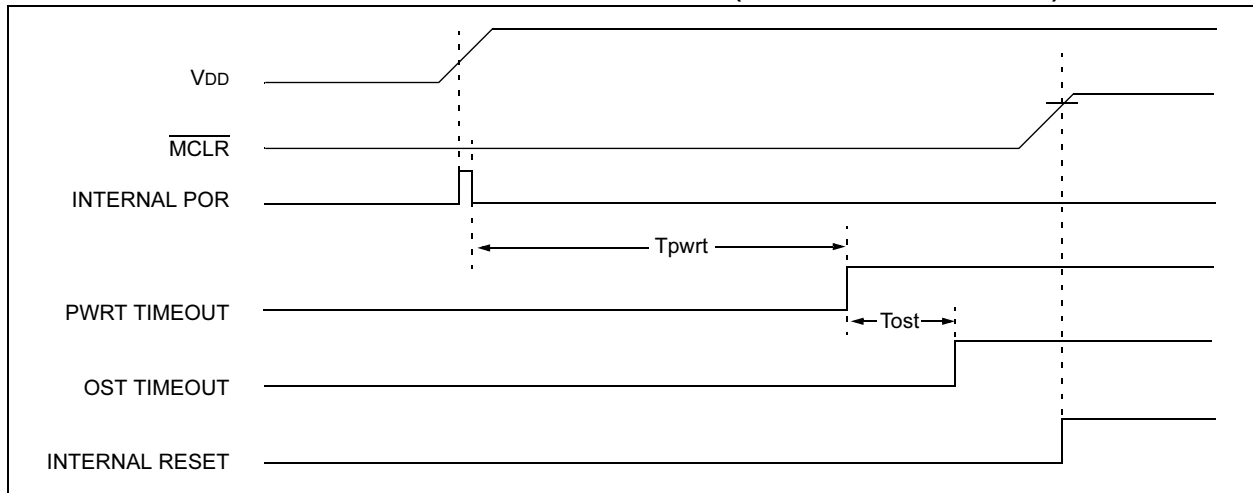 VDD
MCLR
INTERNAL POR
Tpwrt
PWRT TIMEOUT
Tost
OST TIMEOUT
INTERNAL RESET